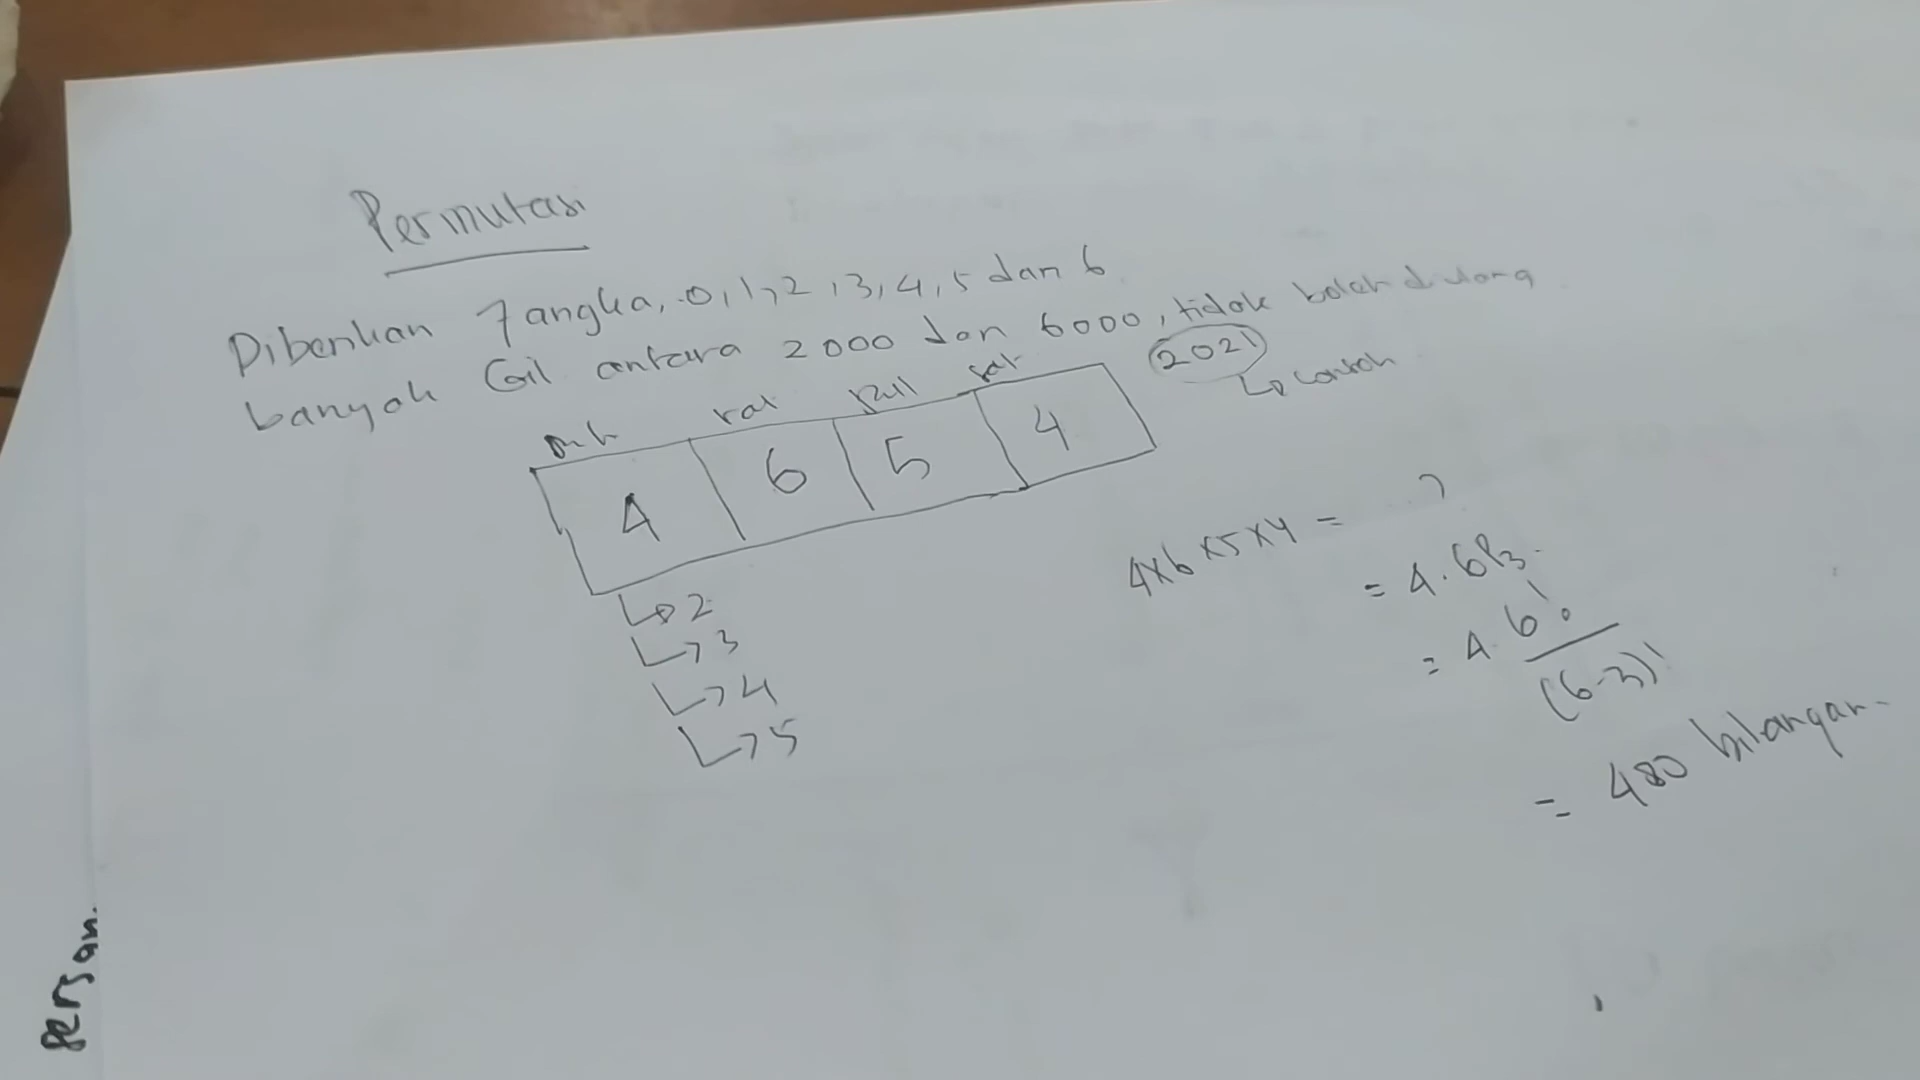 Permutasi
Diberikan 7 angka, 0, 1, 2, 3, 4, 5 dan 6
banyak Gil antara 2000 dan 6000, tidak boleh diulang
rat pull sat
2021
↳ contoh
4 6 5 4
↳ 2
↳ 3
↳ 4
↳ 5
4x6x5x4 = ?
= 4. 6P3.
= 4. 6!
(6-3)!
= 480 bilangan.
persan.